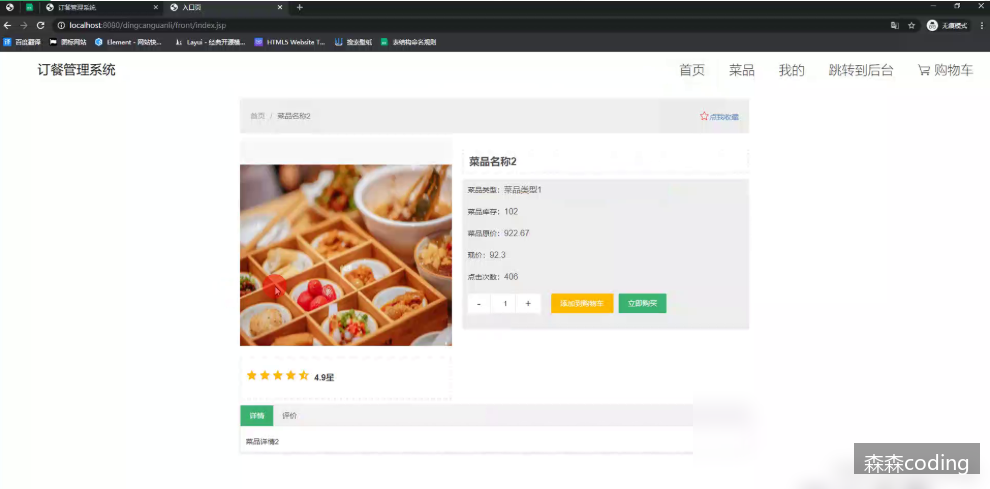 订餐管理系统
入口页
localhost:8080/dingcanguanli/front/index.jsp
无痕模式
百度翻译
图标网站
Element - 网站快...
Layui - 经典开源模...
HTML5 Website T...
搜索壁纸
表结构命名规则
订餐管理系统
首页
菜品
我的
跳转到后台
购物车
首页 / 菜品名称2
点我收藏
菜品名称2
菜品类型：菜品类型1
菜品库存：102
菜品原价：922.67
现价：92.3
点击次数：406
- 1 +
添加到购物车
立即购买
4.9星
详情
评价
菜品详情2
森森coding